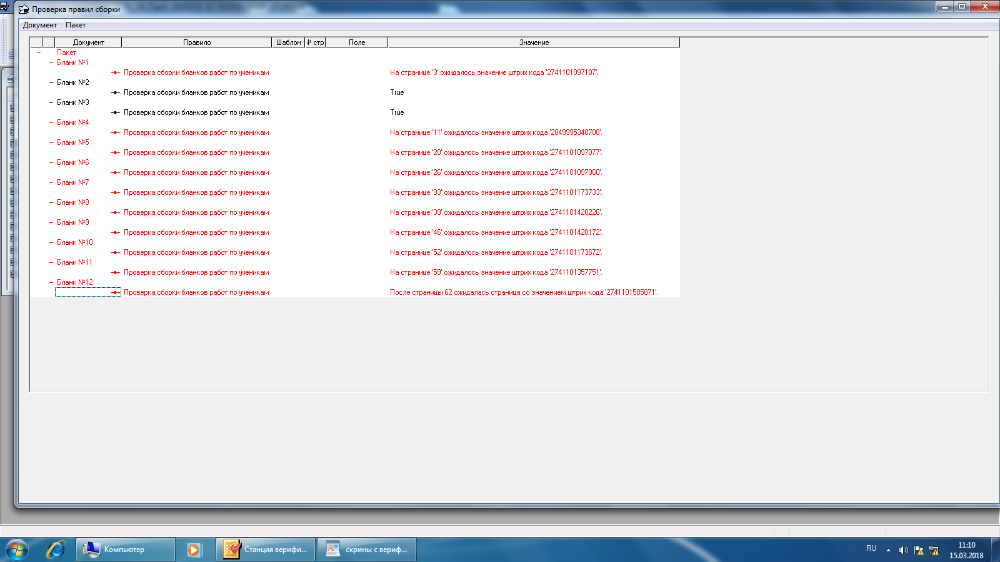 Проверка правил сборки
Документ Пакет
Документ Правило Шаблон № стр Поле Значение
Пакет
Бланк №1
Проверка сборки бланков работ по ученикам На странице '3' ожидалось значение штрих кода '2741101097107'.
Бланк №2
Проверка сборки бланков работ по ученикам True
Бланк №3
Проверка сборки бланков работ по ученикам True
Бланк №4
Проверка сборки бланков работ по ученикам На странице '11' ожидалось значение штрих кода '2849995348708'.
Бланк №5
Проверка сборки бланков работ по ученикам На странице '20' ожидалось значение штрих кода '2741101097077'.
Бланк №6
Проверка сборки бланков работ по ученикам На странице '26' ожидалось значение штрих кода '2741101097060'.
Бланк №7
Проверка сборки бланков работ по ученикам На странице '33' ожидалось значение штрих кода '2741101173733'.
Бланк №8
Проверка сборки бланков работ по ученикам На странице '39' ожидалось значение штрих кода '2741101420226'.
Бланк №9
Проверка сборки бланков работ по ученикам На странице '46' ожидалось значение штрих кода '2741101420172'.
Бланк №10
Проверка сборки бланков работ по ученикам На странице '52' ожидалось значение штрих кода '2741101173672'.
Бланк №11
Проверка сборки бланков работ по ученикам На странице '59' ожидалось значение штрих кода '2741101357751'.
Бланк №12
Проверка сборки бланков работ по ученикам После страницы 62 ожидалась страница со значением штрих кода '2741101585871'.
Компьютер Станция верифи... скрины с вериф... RU 11:10
15.03.2018